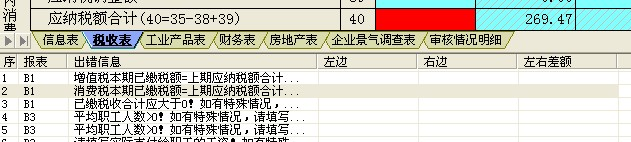 内消费
应纳税额合计(40=35-38+39) 40 269.47
信息表 税收表 工业产品表 财务表 房地产表 企业景气调查表 审核情况明细
序 报表 出错信息 左边 右边 左右差额
1 B1 增值税本期已缴税额=上期应纳税额合计...
2 B1 消费税本期已缴税额=上期应纳税额合计...
3 B1 已缴税收合计应大于0! 如有特殊情况,...
4 B3 平均职工人数>0! 如有特殊情况,请填写...
5 B3 平均职工人数>0! 如有特殊情况,请填写...